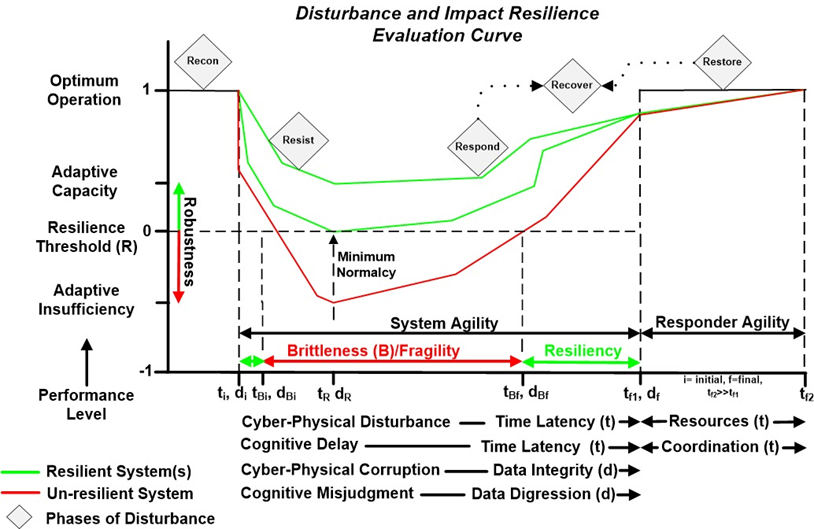 Disturbance and Impact Resilience
Evaluation Curve
Recon
Restore
Recover
Optimum
Operation
1
Resist
Respond
Adaptive
Capacity
Robustness
Resilience
Threshold (R)
0
Minimum
Normalcy
Adaptive
Insufficiency
System Agility
Responder Agility
Brittleness (B)/Fragility
Resiliency
-1
Performance
Level
ti, di
tBi, dBi
tR dR
tBf, dBf
tf1, df
i= initial, f=final,
tf2>>tf1
tf2
Cyber-Physical Disturbance Time Latency (t) Resources (t)
Cognitive Delay Time Latency (t) Coordination (t)
Cyber-Physical Corruption Data Integrity (d)
Cognitive Misjudgment Data Digression (d)
Resilient System(s)
Un-resilient System
Phases of Disturbance